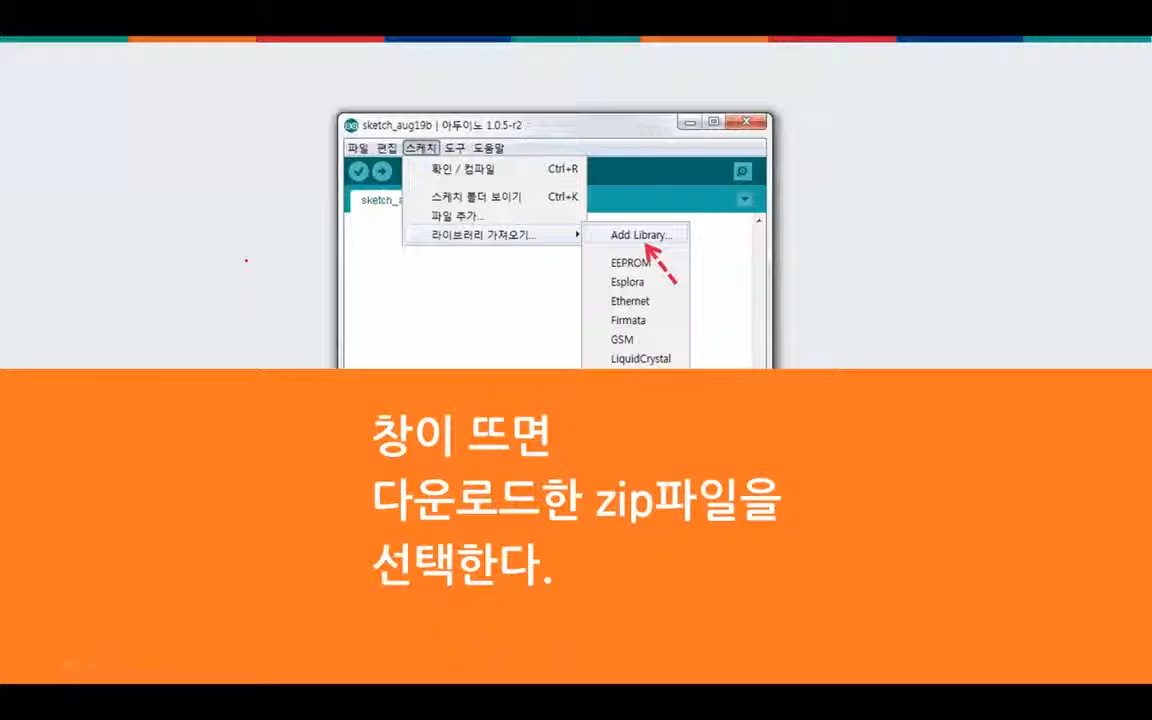 sketch_aug19b | 아두이노 1.0.5-r2
파일 편집 스케치 도구 도움말
확인 / 컴파일 Ctrl+R
sketch_a
스케치 폴더 보이기 Ctrl+K
파일 추가...
라이브러리 가져오기...
Add Library...
EEPROM
Esplora
Ethernet
Firmata
GSM
LiquidCrystal
창이 뜨면
다운로드한 zip파일을
선택한다.